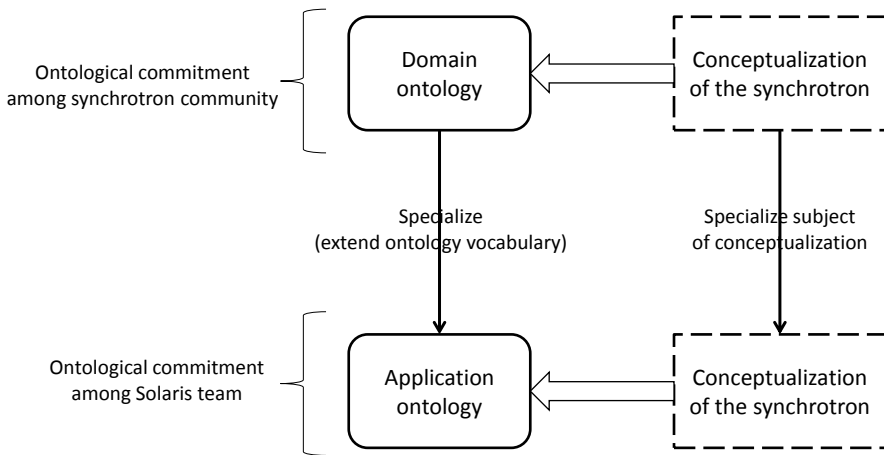 Ontological commitment
among synchrotron community
Domain
ontology
Conceptualization
of the synchrotron
Specialize
(extend ontology vocabulary)
Specialize subject
of conceptualization
Ontological commitment
among Solaris team
Application
ontology
Conceptualization
of the synchrotron